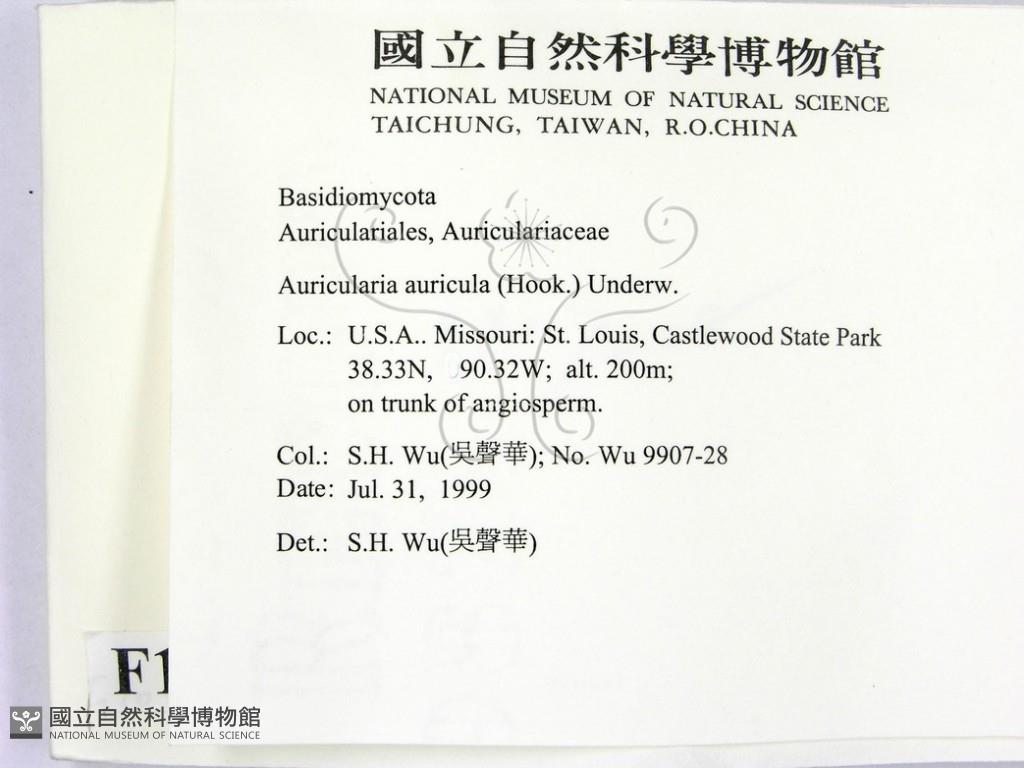 國立自然科學博物館
NATIONAL MUSEUM OF NATURAL SCIENCE
TAICHUNG, TAIWAN, R.O.CHINA
Basidiomycota
Auriculariales, Auriculariaceae
Auricularia auricula (Hook.) Underw.
Loc.: U.S.A.. Missouri: St. Louis, Castlewood State Park
38.33N, 90.32W; alt. 200m;
on trunk of angiosperm.
Col.: S.H. Wu(吳聲華); No. Wu 9907-28
Date: Jul. 31, 1999
Det.: S.H. Wu(吳聲華)
F1
國立自然科學博物館
NATIONAL MUSEUM OF NATURAL SCIENCE